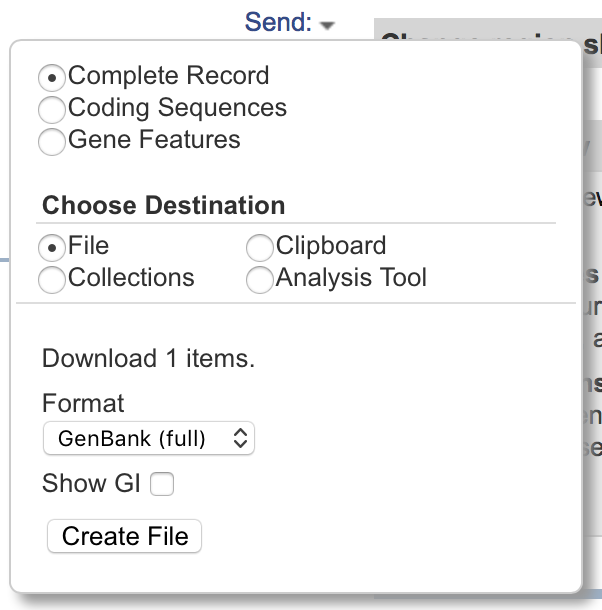 Send:
Complete Record
Coding Sequences
Gene Features
Choose Destination
File Clipboard
Collections Analysis Tool
Download 1 items.
Format
GenBank (full)
Show GI
Create File